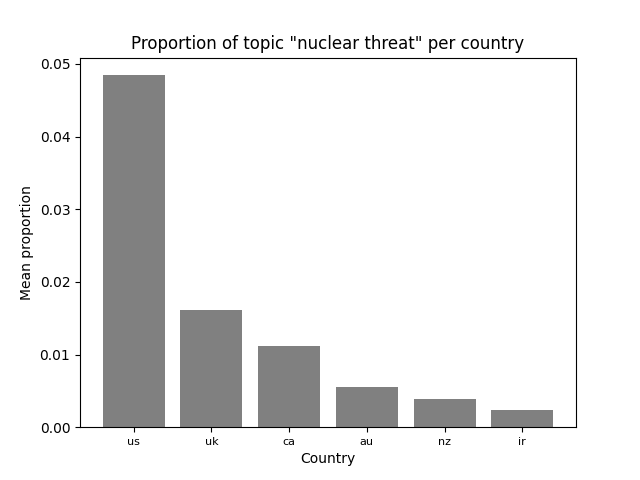 Proportion of topic "nuclear threat" per country
0.05
0.04
0.03
0.02
0.01
0.00
Mean proportion
us uk ca au nz ir
Country